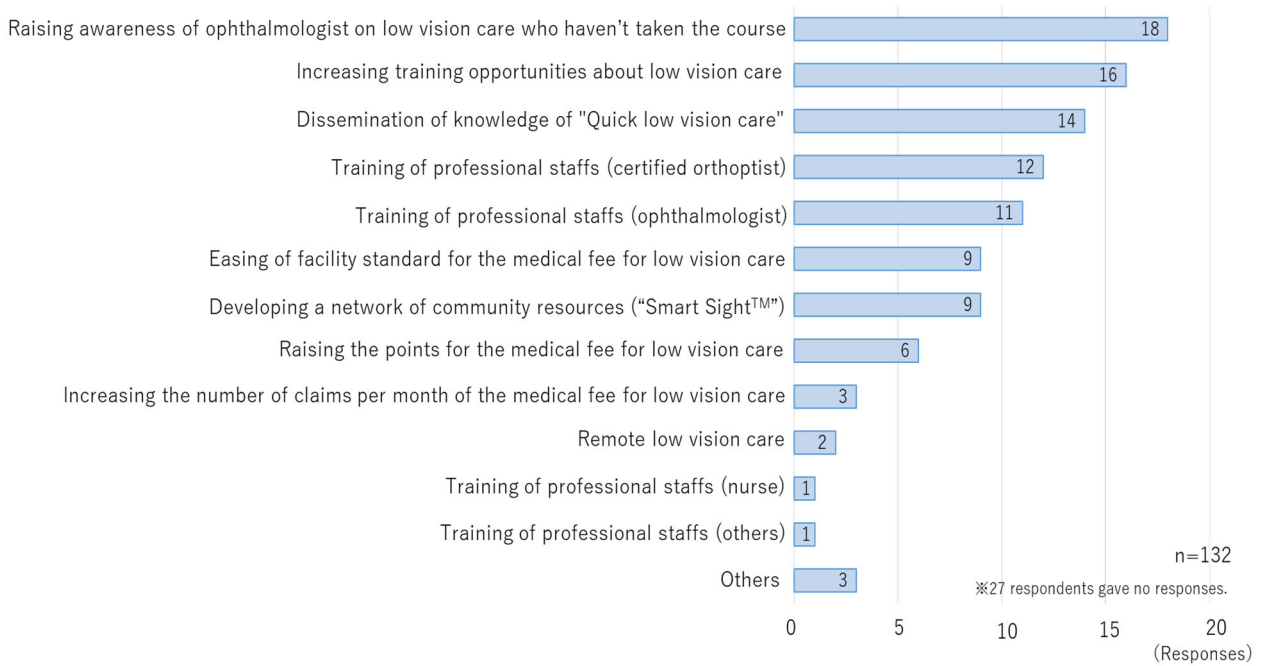 Raising awareness of ophthalmologist on low vision care who haven’t taken the course 18
Increasing training opportunities about low vision care 16
Dissemination of knowledge of "Quick low vision care" 14
Training of professional staffs (certified orthoptist) 12
Training of professional staffs (ophthalmologist) 11
Easing of facility standard for the medical fee for low vision care 9
Developing a network of community resources (“Smart Sight™”) 9
Raising the points for the medical fee for low vision care 6
Increasing the number of claims per month of the medical fee for low vision care 3
Remote low vision care 2
Training of professional staffs (nurse) 1
Training of professional staffs (others) 1
n=132
Others 3
※27 respondents gave no responses.
0 5 10 15 20
(Responses)